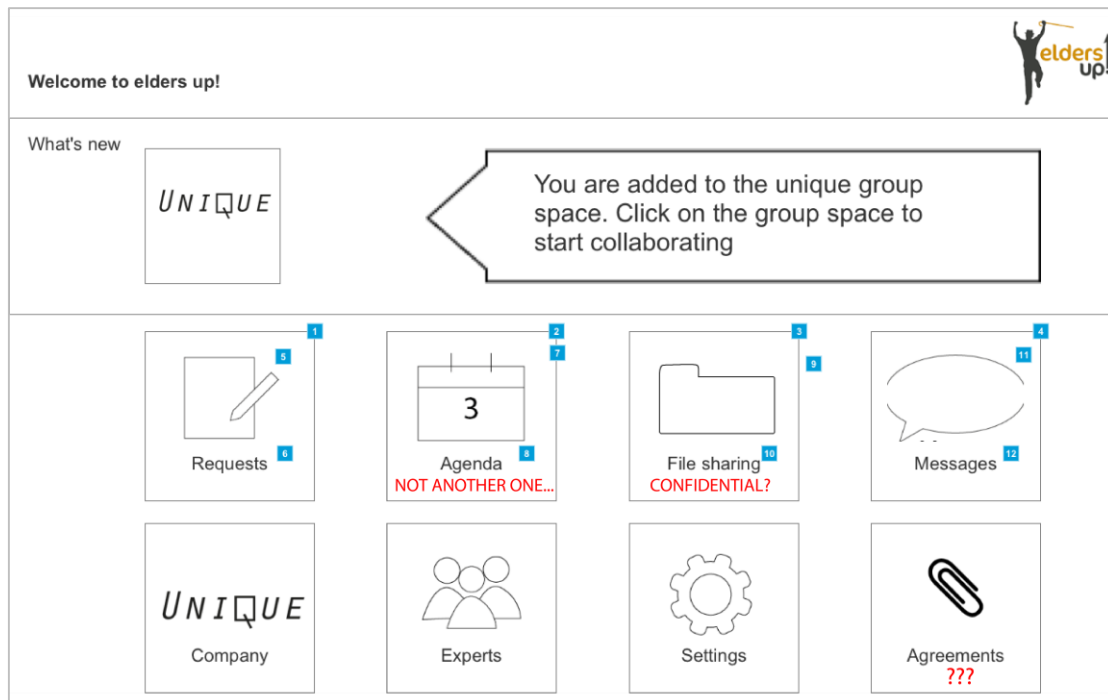 elders
up!
Welcome to elders up!
What's new
UNIQUE
You are added to the unique group
space. Click on the group space to
start collaborating
1
2
3
4
5
7
9
11
3
6
8
10
12
Requests
Agenda
File sharing
Messages
NOT ANOTHER ONE...
CONFIDENTIAL?
UNIQUE
Company
Experts
Settings
Agreements
???